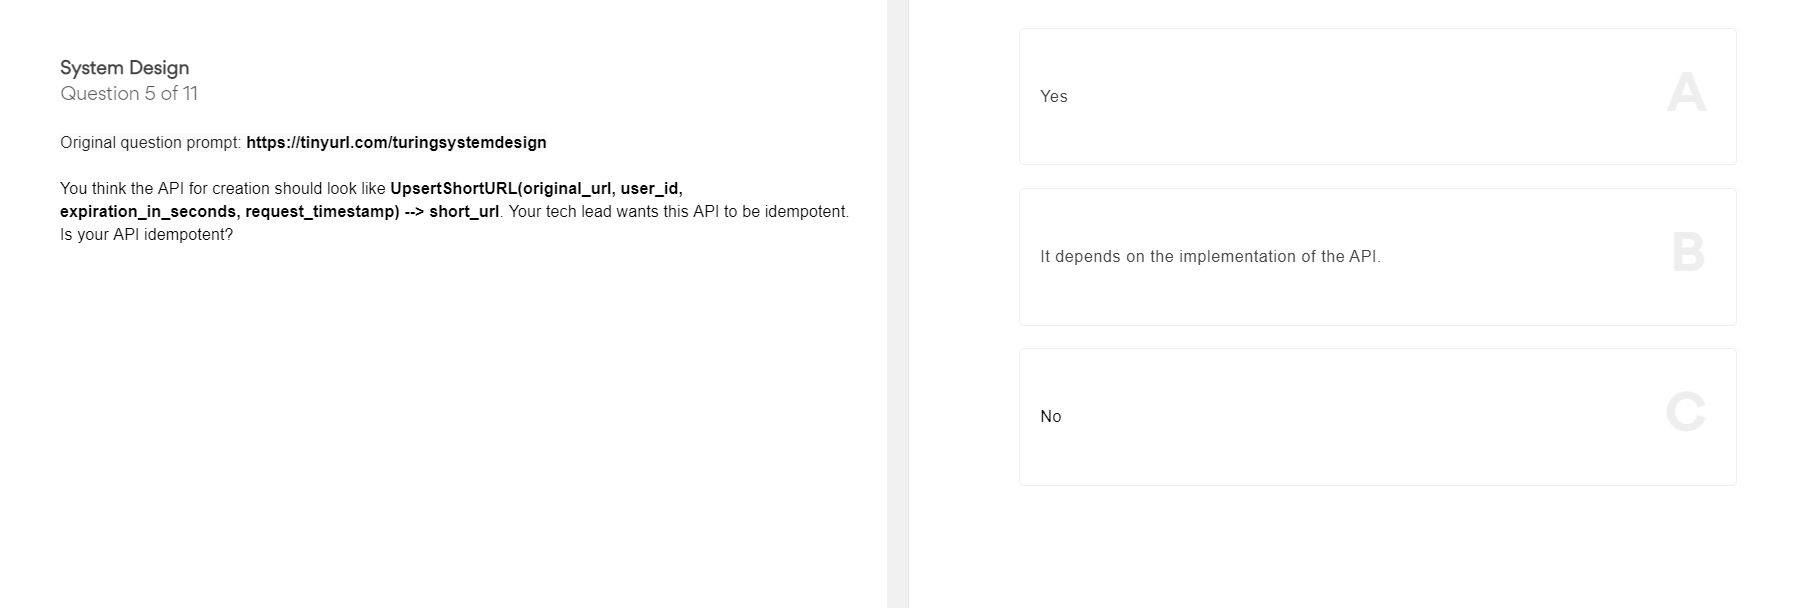 System Design
Question 5 of 11
Original question prompt: https://tinyurl.com/turingsystemdesign
You think the API for creation should look like UpsertShortURL(original_url, user_id,
expiration_in_seconds, request_timestamp) --> short_url. Your tech lead wants this API to be idempotent.
Is your API idempotent?
Yes
A
It depends on the implementation of the API.
B
No
C